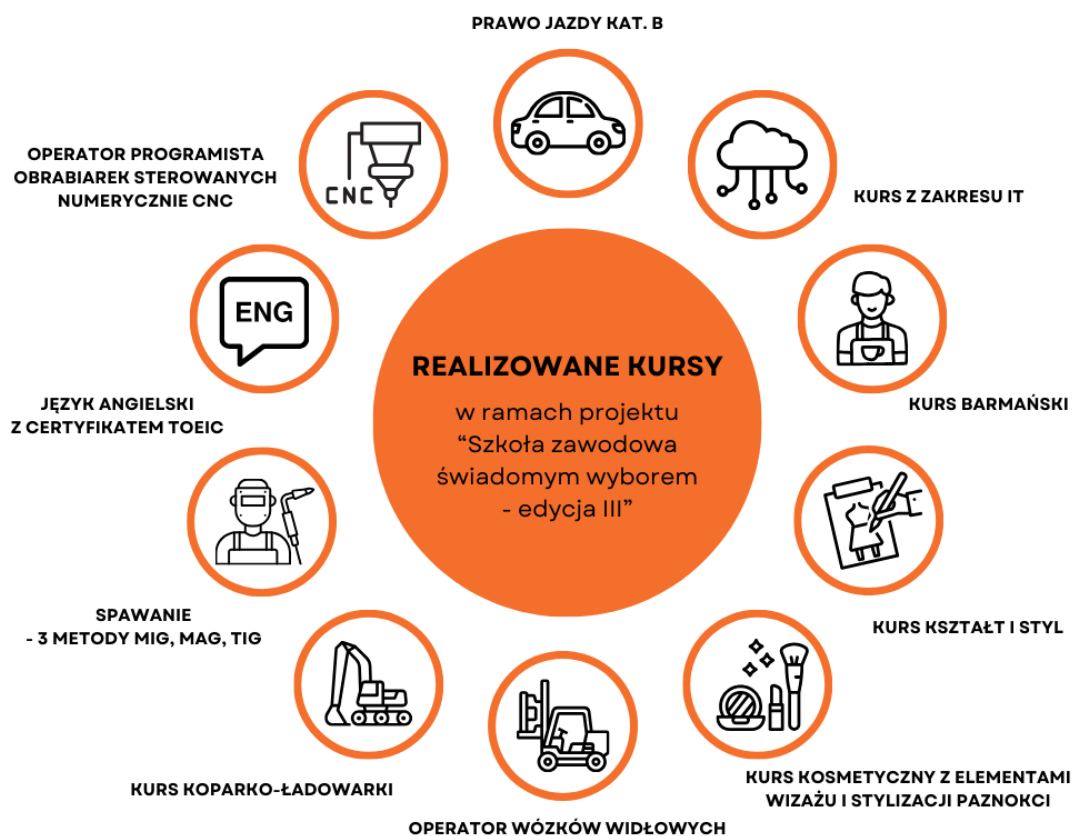 PRAWO JAZDY KAT. B
OPERATOR PROGRAMISTA
OBRABIAREK STEROWANYCH
NUMERYCZNIE CNC
CNC
KURS Z ZAKRESU IT
ENG
JĘZYK ANGIELSKI
Z CERTYFIKATEM TOEIC
KURS BARMAŃSKI
REALIZOWANE KURSY
w ramach projektu
“Szkoła zawodowa
świadomym wyborem
- edycja III”
SPAWANIE
- 3 METODY MIG, MAG, TIG
KURS KSZTAŁT I STYL
KURS KOPARKO-ŁADOWARKI
KURS KOSMETYCZNY Z ELEMENTAMI
WIZAŻU I STYLIZACJI PAZNOKCI
OPERATOR WÓZKÓW WIDŁOWYCH